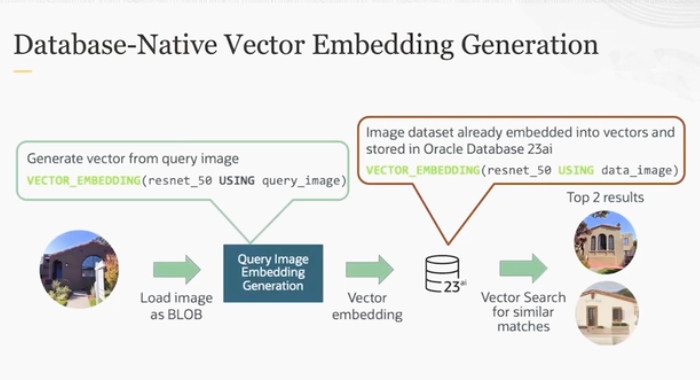 Database-Native Vector Embedding Generation
Generate vector from query image
VECTOR_EMBEDDING(resnet_50 USING query_image)
Image dataset already embedded into vectors and
stored in Oracle Database 23ai
VECTOR_EMBEDDING(resnet_50 USING data_image)
Top 2 results
Query Image
Embedding
Generation
23ai
Load image
as BLOB
Vector
embedding
Vector Search
for similar
matches